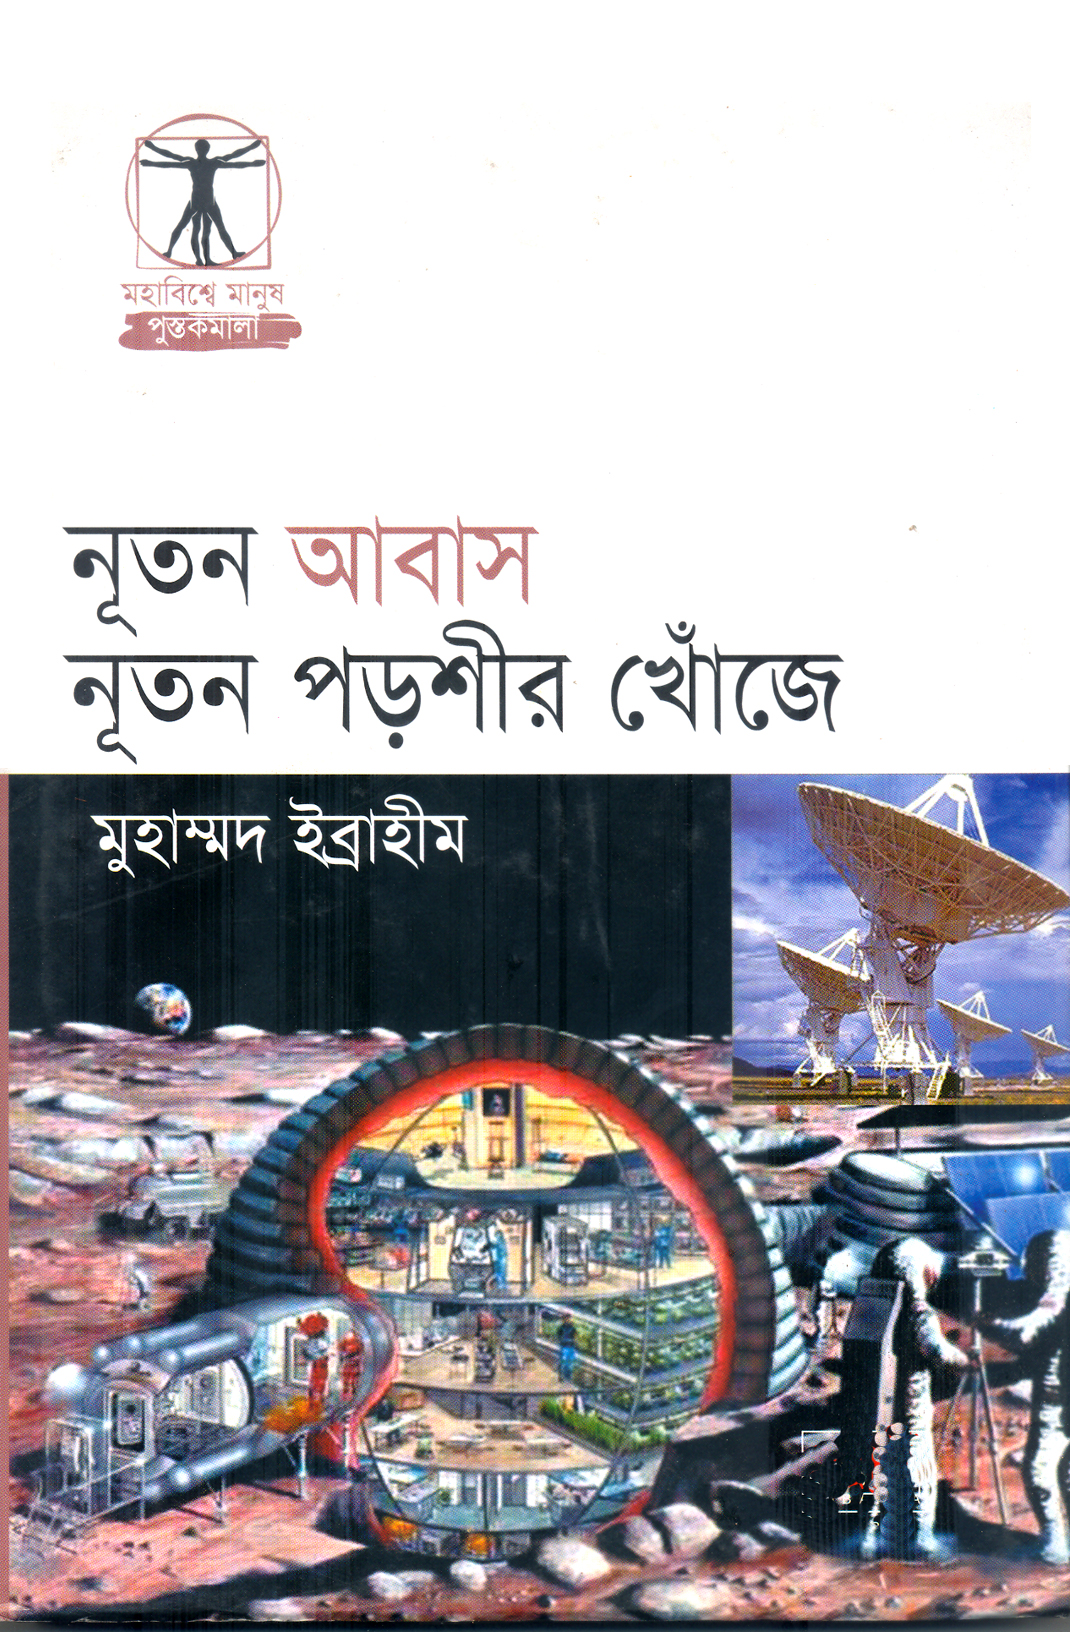 মহাবিশ্বে মানুষ
পুস্তকমালা
নূতন আবাস
নূতন পড়শীর খোঁজে
মুহাম্মদ ইব্রাহীম